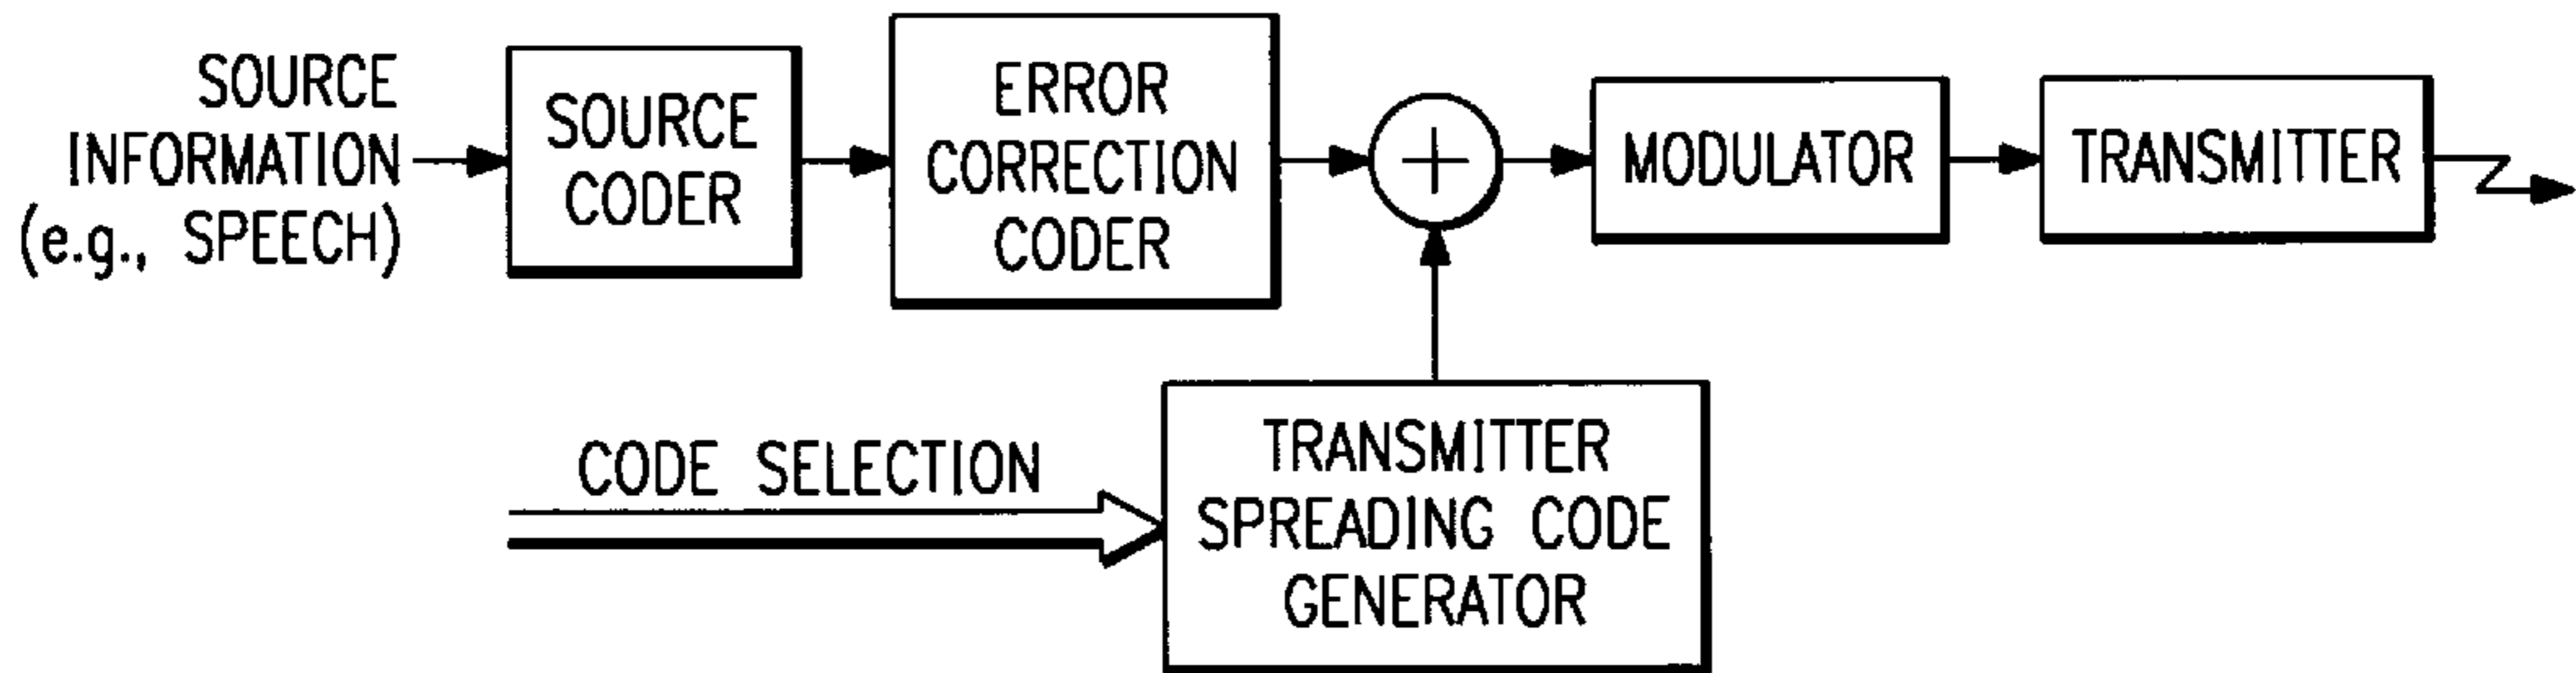 SOURCE
INFORMATION
(e.g., SPEECH)
SOURCE
CODER
ERROR
CORRECTION
CODER
+
MODULATOR
TRANSMITTER
CODE SELECTION
TRANSMITTER
SPREADING CODE
GENERATOR